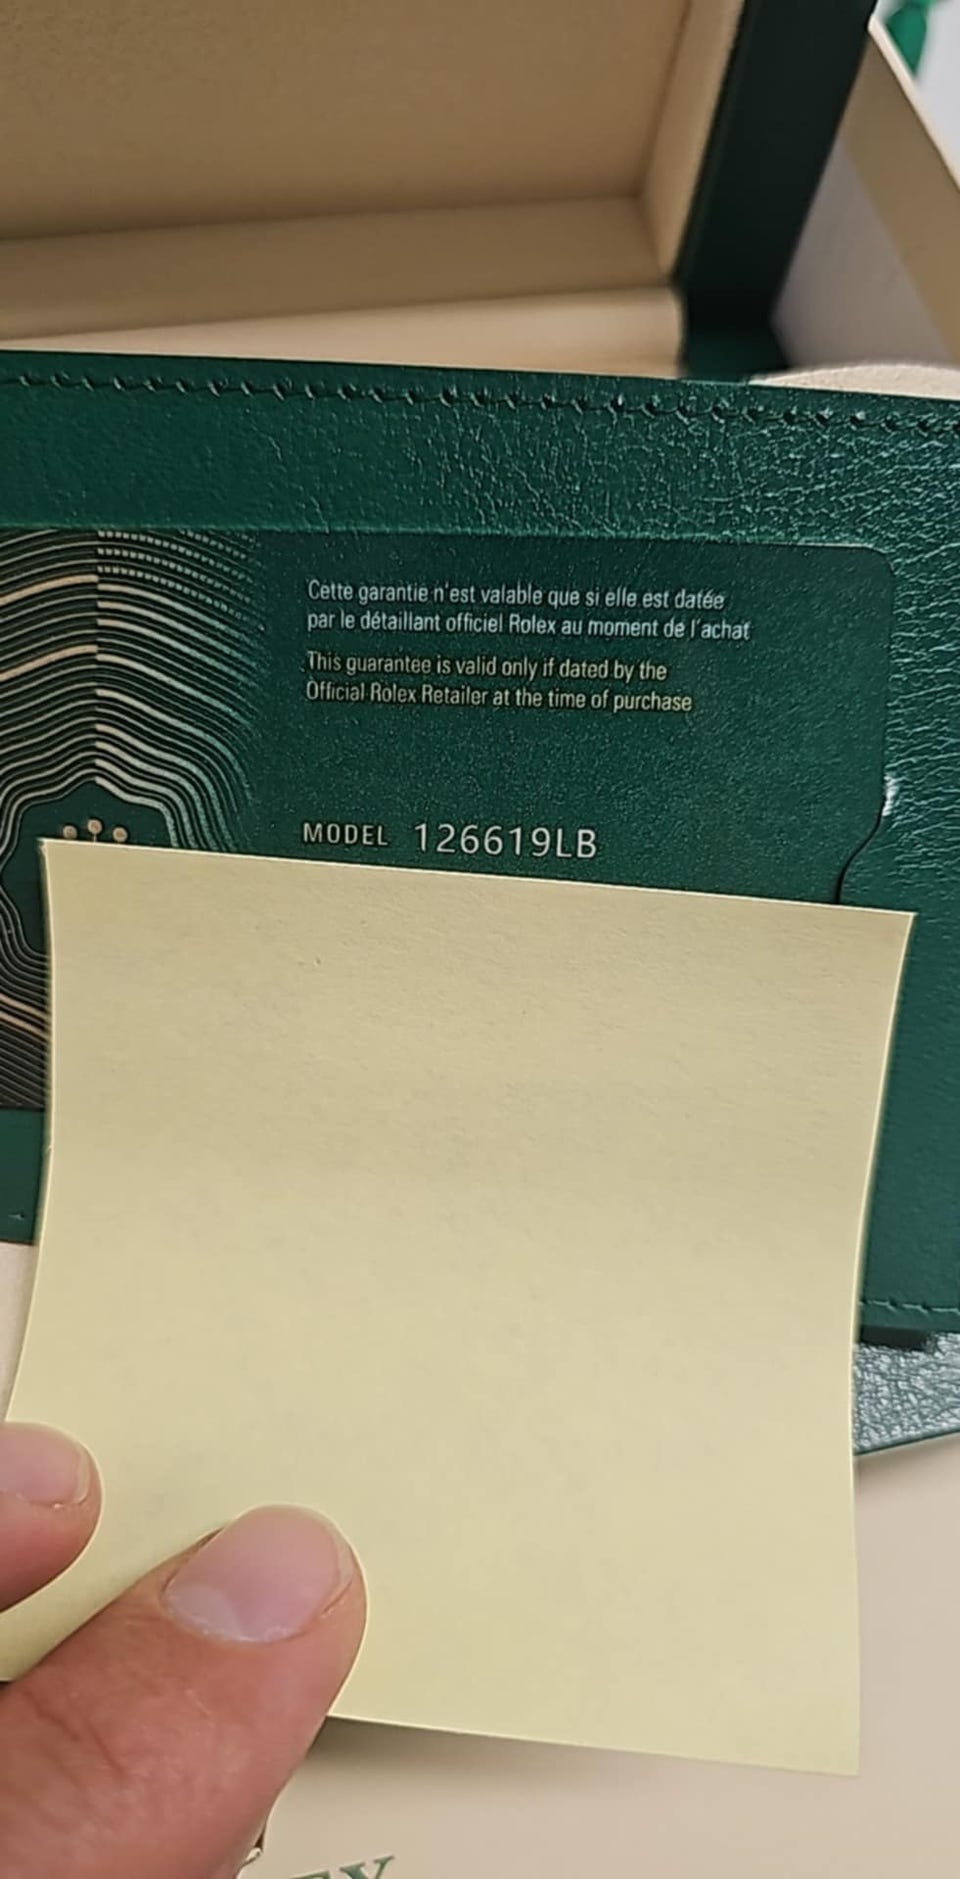 Cette garantie n'est valable que si elle est datée
par le détaillant officiel Rolex au moment de l'achat
This guarantee is valid only if dated by the
Official Rolex Retailer at the time of purchase
MODEL 126619LB